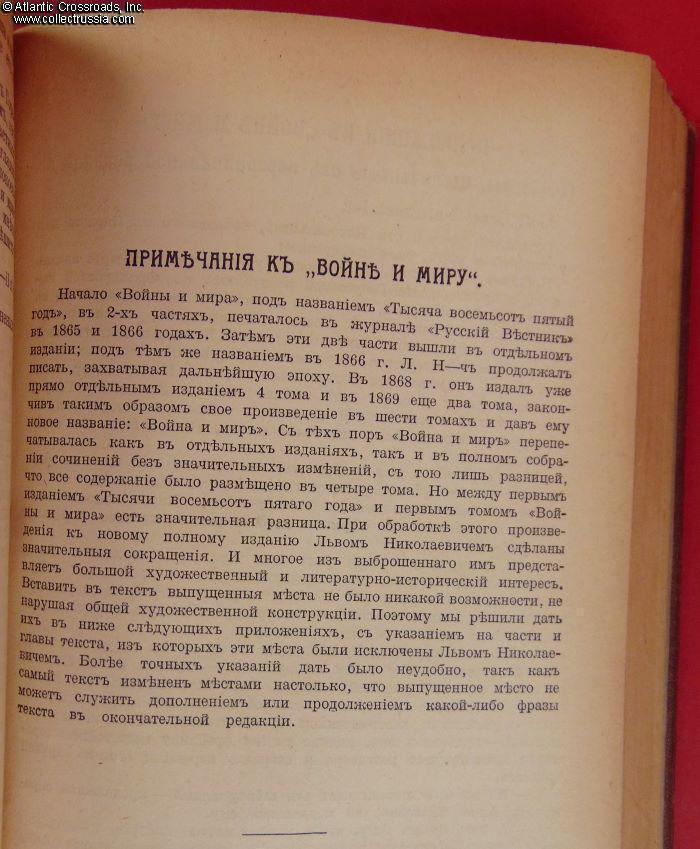 © Atlantic Crossroads, Inc.
www.collectrussia.com
ПРИМѢЧАНІЯ КЪ „ВОЙНѢ И МИРУ“.
Начало «Войны и мира», подъ названіемъ «Тысяча восемьсотъ пятый
годъ», въ 2-хъ частяхъ, печаталось въ журналѣ «Русскій Вѣстникъ»
въ 1865 и 1866 годахъ. Затѣмъ эти двѣ части вышли въ отдѣльномъ
изданіи; подъ тѣмъ же названіемъ въ 1866 г. Л. Н—чъ продолжалъ
писать, захватывая дальнѣйшую эпоху. Въ 1868 г. онъ издалъ уже
прямо отдѣльнымъ изданіемъ 4 тома и въ 1869 еще два тома, закон-
чивъ такимъ образомъ свое произведеніе въ шести томахъ и давъ ему
новое названіе: «Война и миръ». Съ тѣхъ поръ «Война и миръ» перепе-
чатывалась какъ въ отдѣльныхъ изданіяхъ, такъ и въ полномъ собра-
ніи сочиненій безъ значительныхъ измѣненій, съ тою лишь разницей,
что все содержаніе было размѣщено въ четыре тома. Но между первымъ
изданіемъ «Тысячи восемьсотъ пятаго года» и первымъ томомъ «Вой-
ны и мира» есть значительная разница. При обработкѣ этого произве-
денія къ новому полному изданію Львомъ Николаевичемъ сдѣланы
значительныя сокращенія. И многое изъ выброшеннаго имъ предста-
вляетъ большой художественный и литературно-историческій интересъ.
Вставить въ текстъ выпущенныя мѣста не было никакой возможности, не
нарушая общей художественной конструкціи. Поэтому мы рѣшили дать
ихъ въ ниже слѣдующихъ приложеніяхъ, съ указаніемъ на части и
главы текста, изъ которыхъ эти мѣста были исключены Львомъ Николае-
вичемъ. Болѣе точныхъ указаній дать было неудобно, такъ какъ
самый текстъ измѣненъ мѣстами настолько, что выпущенное мѣсто не
можетъ служить дополненіемъ или продолженіемъ какой-либо фразы
текста въ окончательной редакціи.